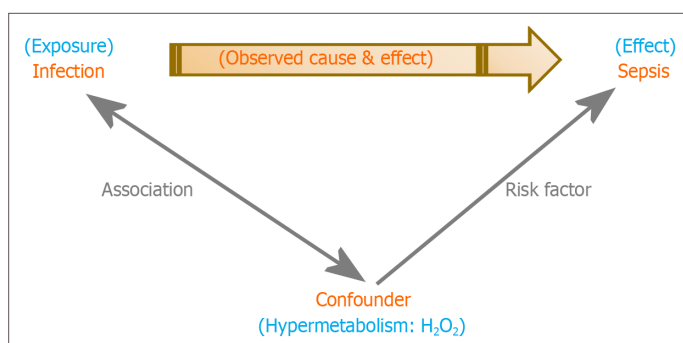 (Exposure)
Infection
(Observed cause & effect)
(Effect)
Sepsis
Association
Risk factor
Confounder
(Hypermetabolism: H₂O₂)